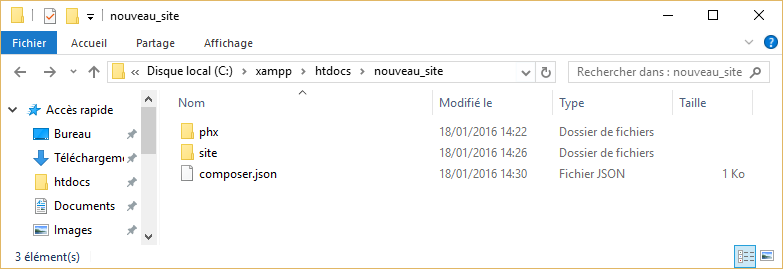 nouveau_site
Fichier Accueil Partage Affichage
« Disque local (C:) > xampp > htdocs > nouveau_site Rechercher dans : nouveau_site
Nom Modifié le Type Taille
Accès rapide
Bureau
Téléchargeme
htdocs
Documents
Images
phx 18/01/2016 14:22 Dossier de fichiers
site 18/01/2016 14:26 Dossier de fichiers
composer.json 18/01/2016 14:30 Fichier JSON 1 Ko
3 élément(s)